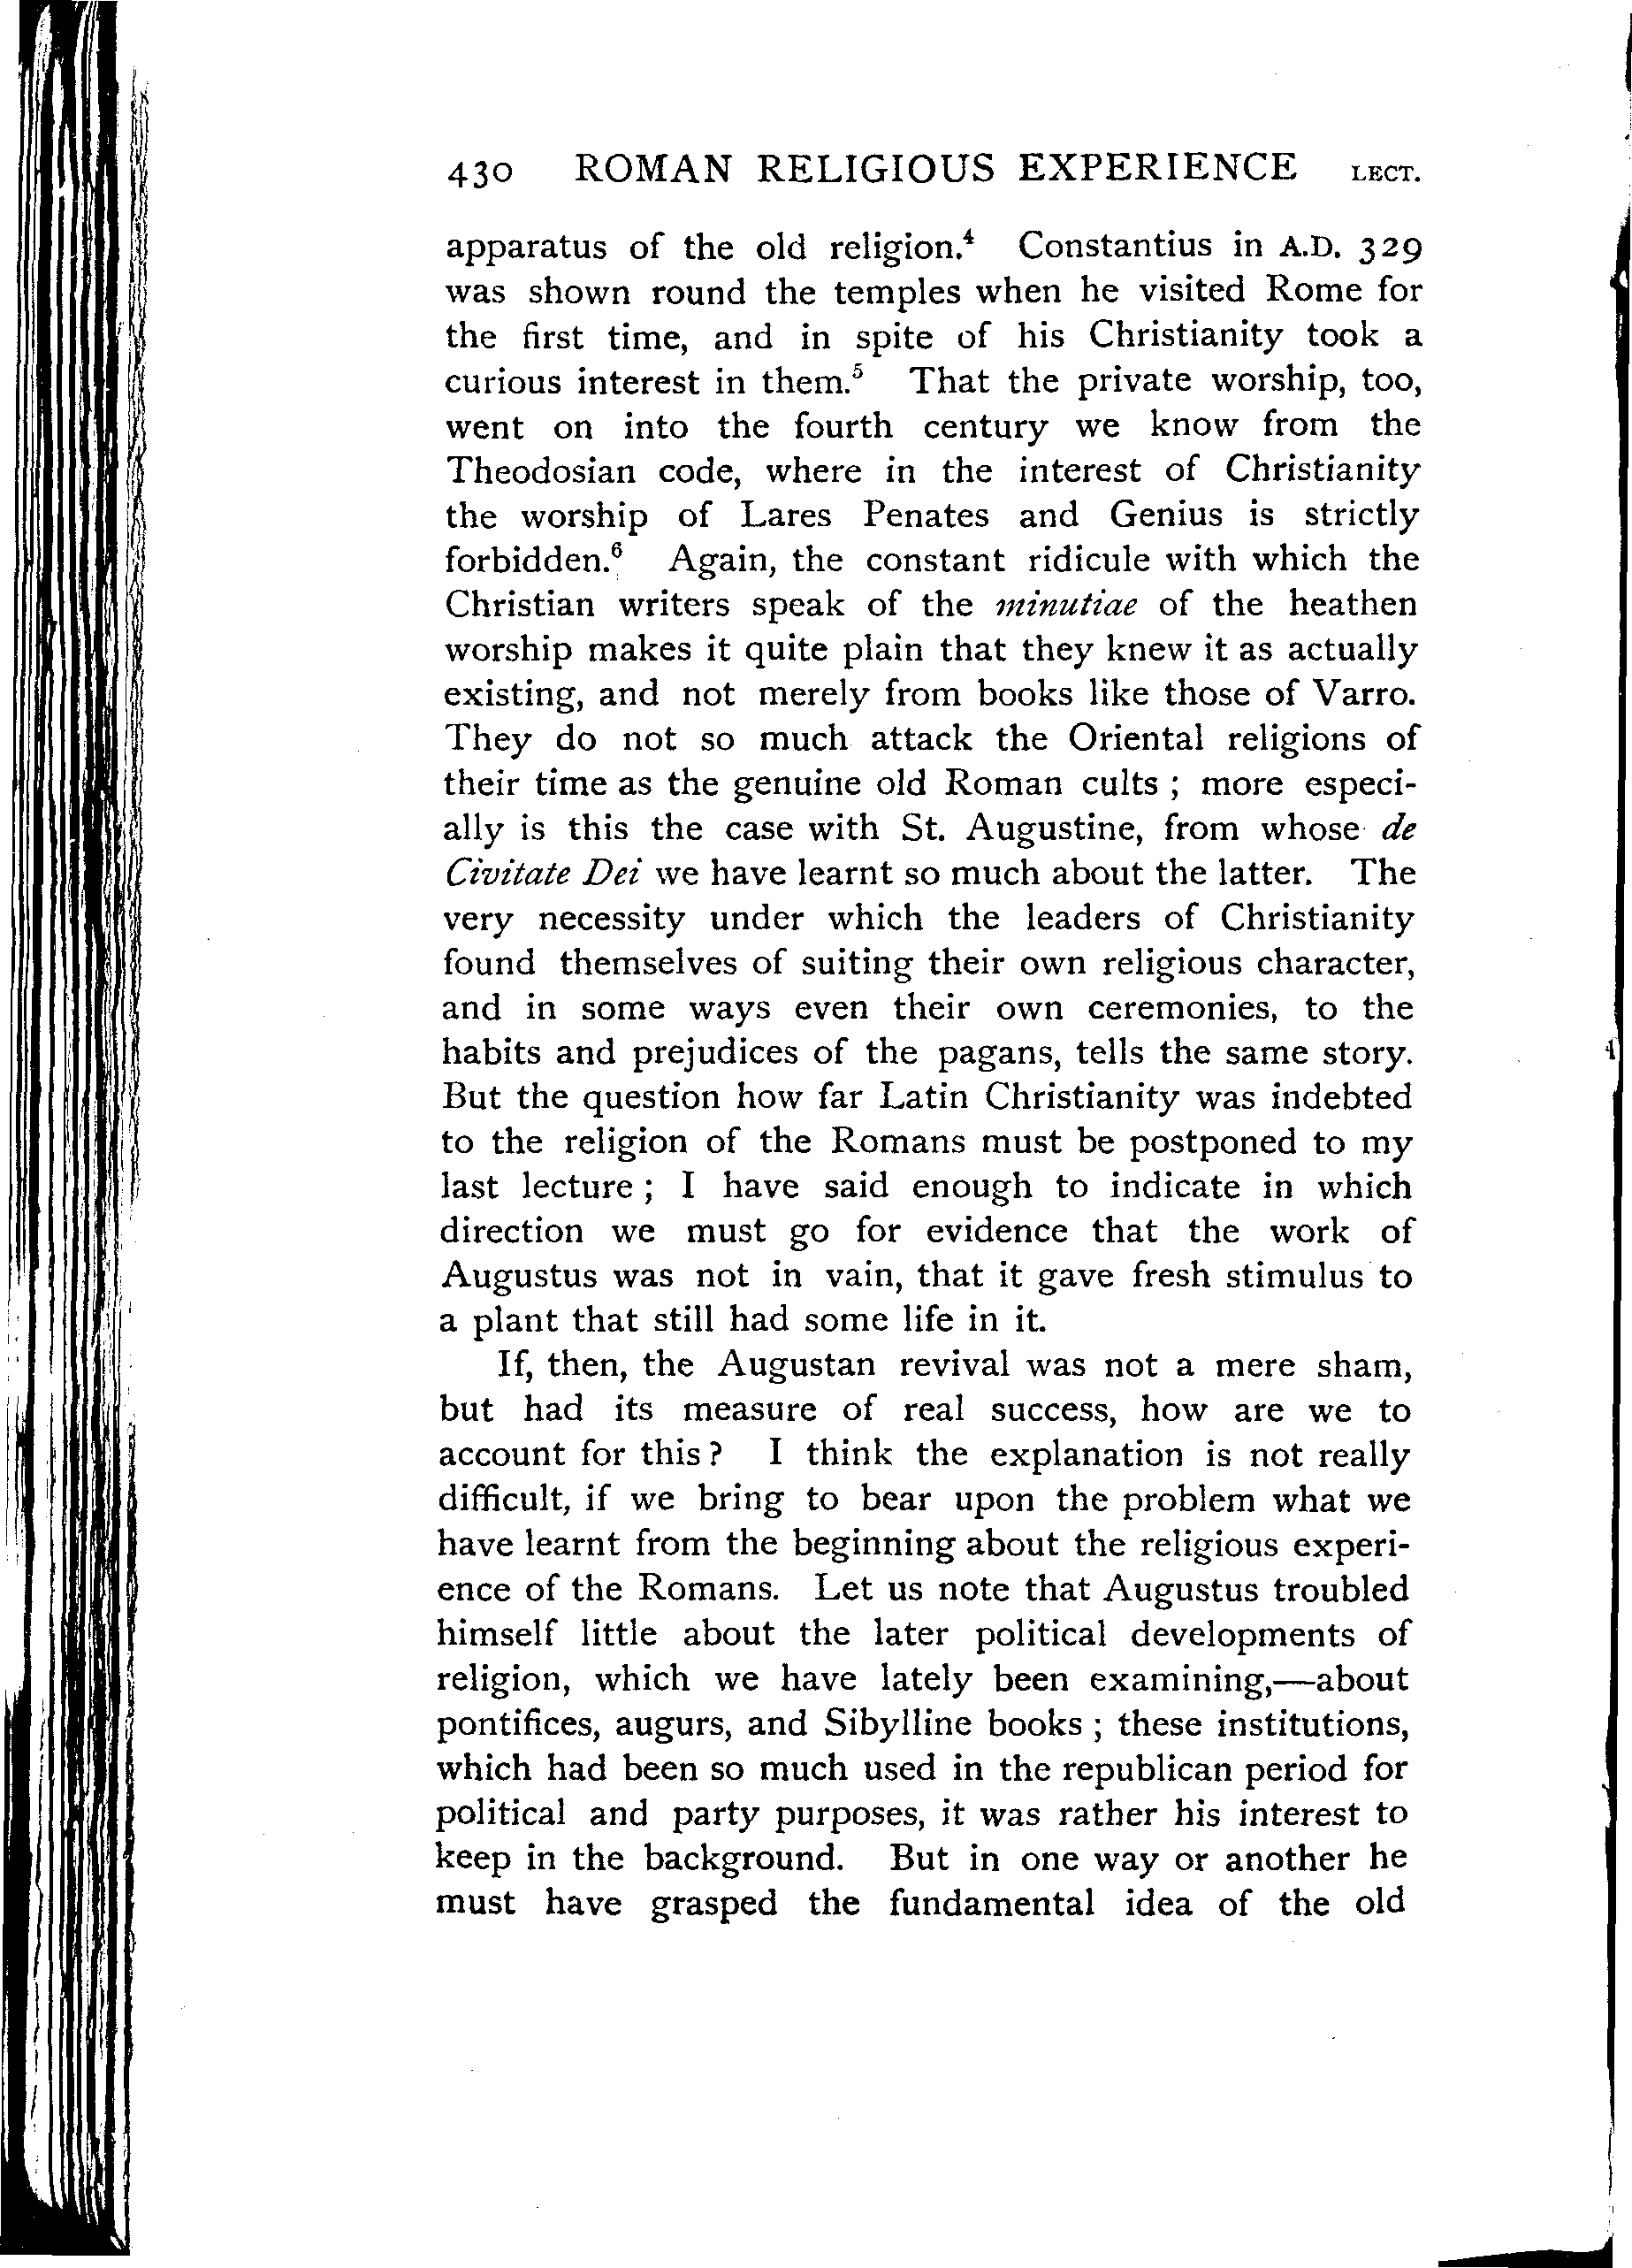 430 ROMAN RELIGIOUS EXPERIENCE LECT.
apparatus of the old religion.⁴ Constantius in A.D. 329
was shown round the temples when he visited Rome for
the first time, and in spite of his Christianity took a
curious interest in them.⁵ That the private worship, too,
went on into the fourth century we know from the
Theodosian code, where in the interest of Christianity
the worship of Lares Penates and Genius is strictly
forbidden.⁶ Again, the constant ridicule with which the
Christian writers speak of the minutiae of the heathen
worship makes it quite plain that they knew it as actually
existing, and not merely from books like those of Varro.
They do not so much attack the Oriental religions of
their time as the genuine old Roman cults ; more especi-
ally is this the case with St. Augustine, from whose de
Civitate Dei we have learnt so much about the latter. The
very necessity under which the leaders of Christianity
found themselves of suiting their own religious character,
and in some ways even their own ceremonies, to the
habits and prejudices of the pagans, tells the same story.
But the question how far Latin Christianity was indebted
to the religion of the Romans must be postponed to my
last lecture ; I have said enough to indicate in which
direction we must go for evidence that the work of
Augustus was not in vain, that it gave fresh stimulus to
a plant that still had some life in it.
If, then, the Augustan revival was not a mere sham,
but had its measure of real success, how are we to
account for this ? I think the explanation is not really
difficult, if we bring to bear upon the problem what we
have learnt from the beginning about the religious experi-
ence of the Romans. Let us note that Augustus troubled
himself little about the later political developments of
religion, which we have lately been examining,—about
pontifices, augurs, and Sibylline books ; these institutions,
which had been so much used in the republican period for
political and party purposes, it was rather his interest to
keep in the background. But in one way or another he
must have grasped the fundamental idea of the old